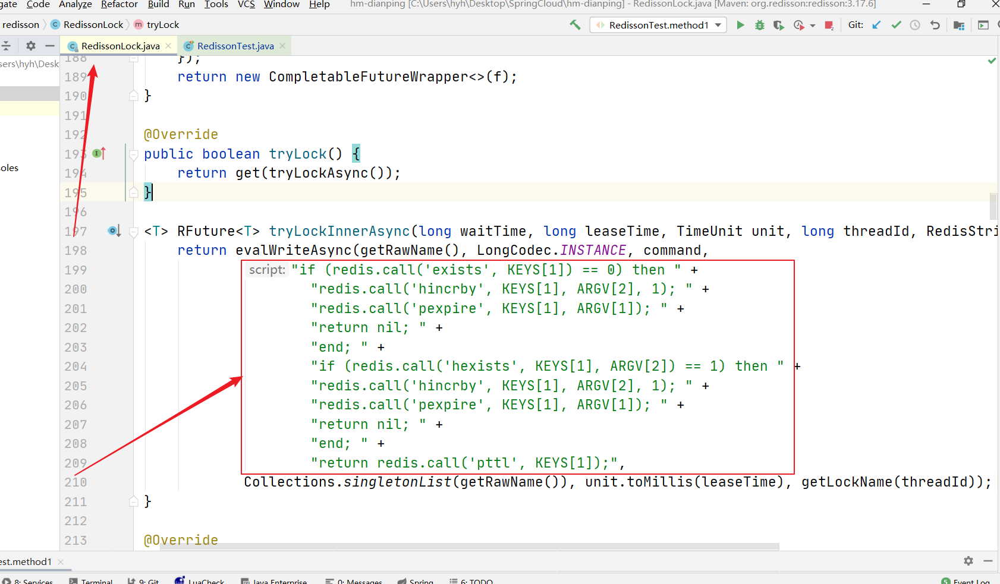 gate Code Analyze Refactor Build Run Tools VCS Window Help hm-dianping [C:\Users\hyh\Desktop\SpringCloud\hm-dianping] - RedissonLock.java [Maven: org.redisson:redisson:3.17.6]
redisson RedissonLock tryLock RedissonTest.method1 Git:
RedissonLock.java RedissonTest.java
sers\hyh\Desk
188 });
189 return new CompletableFutureWrapper<>(f);
190 }
191
192 @Override
193 public boolean tryLock() {
oles
194 return get(tryLockAsync());
195 }
196
197 <T> RFuture<T> tryLockInnerAsync(long waitTime, long leaseTime, TimeUnit unit, long threadId, RedisStri
198 return evalWriteAsync(getRawName(), LongCodec.INSTANCE, command,
199 script: "if (redis.call('exists', KEYS[1]) == 0) then " +
200 "redis.call('hincrby', KEYS[1], ARGV[2], 1); " +
201 "redis.call('pexpire', KEYS[1], ARGV[1]); " +
202 "return nil; " +
203 "end; " +
204 "if (redis.call('hexists', KEYS[1], ARGV[2]) == 1) then " +
205 "redis.call('hincrby', KEYS[1], ARGV[2], 1); " +
206 "redis.call('pexpire', KEYS[1], ARGV[1]); " +
207 "return nil; " +
208 "end; " +
209 "return redis.call('pttl', KEYS[1]);",
210 Collections.singletonList(getRawName()), unit.toMillis(leaseTime), getLockName(threadId));
211 }
212
213 @Override
est.method1
8: Services Terminal 9: Git LuaCheck Java Enterprise 0: Messages Spring 6: TODO 5 Event Log